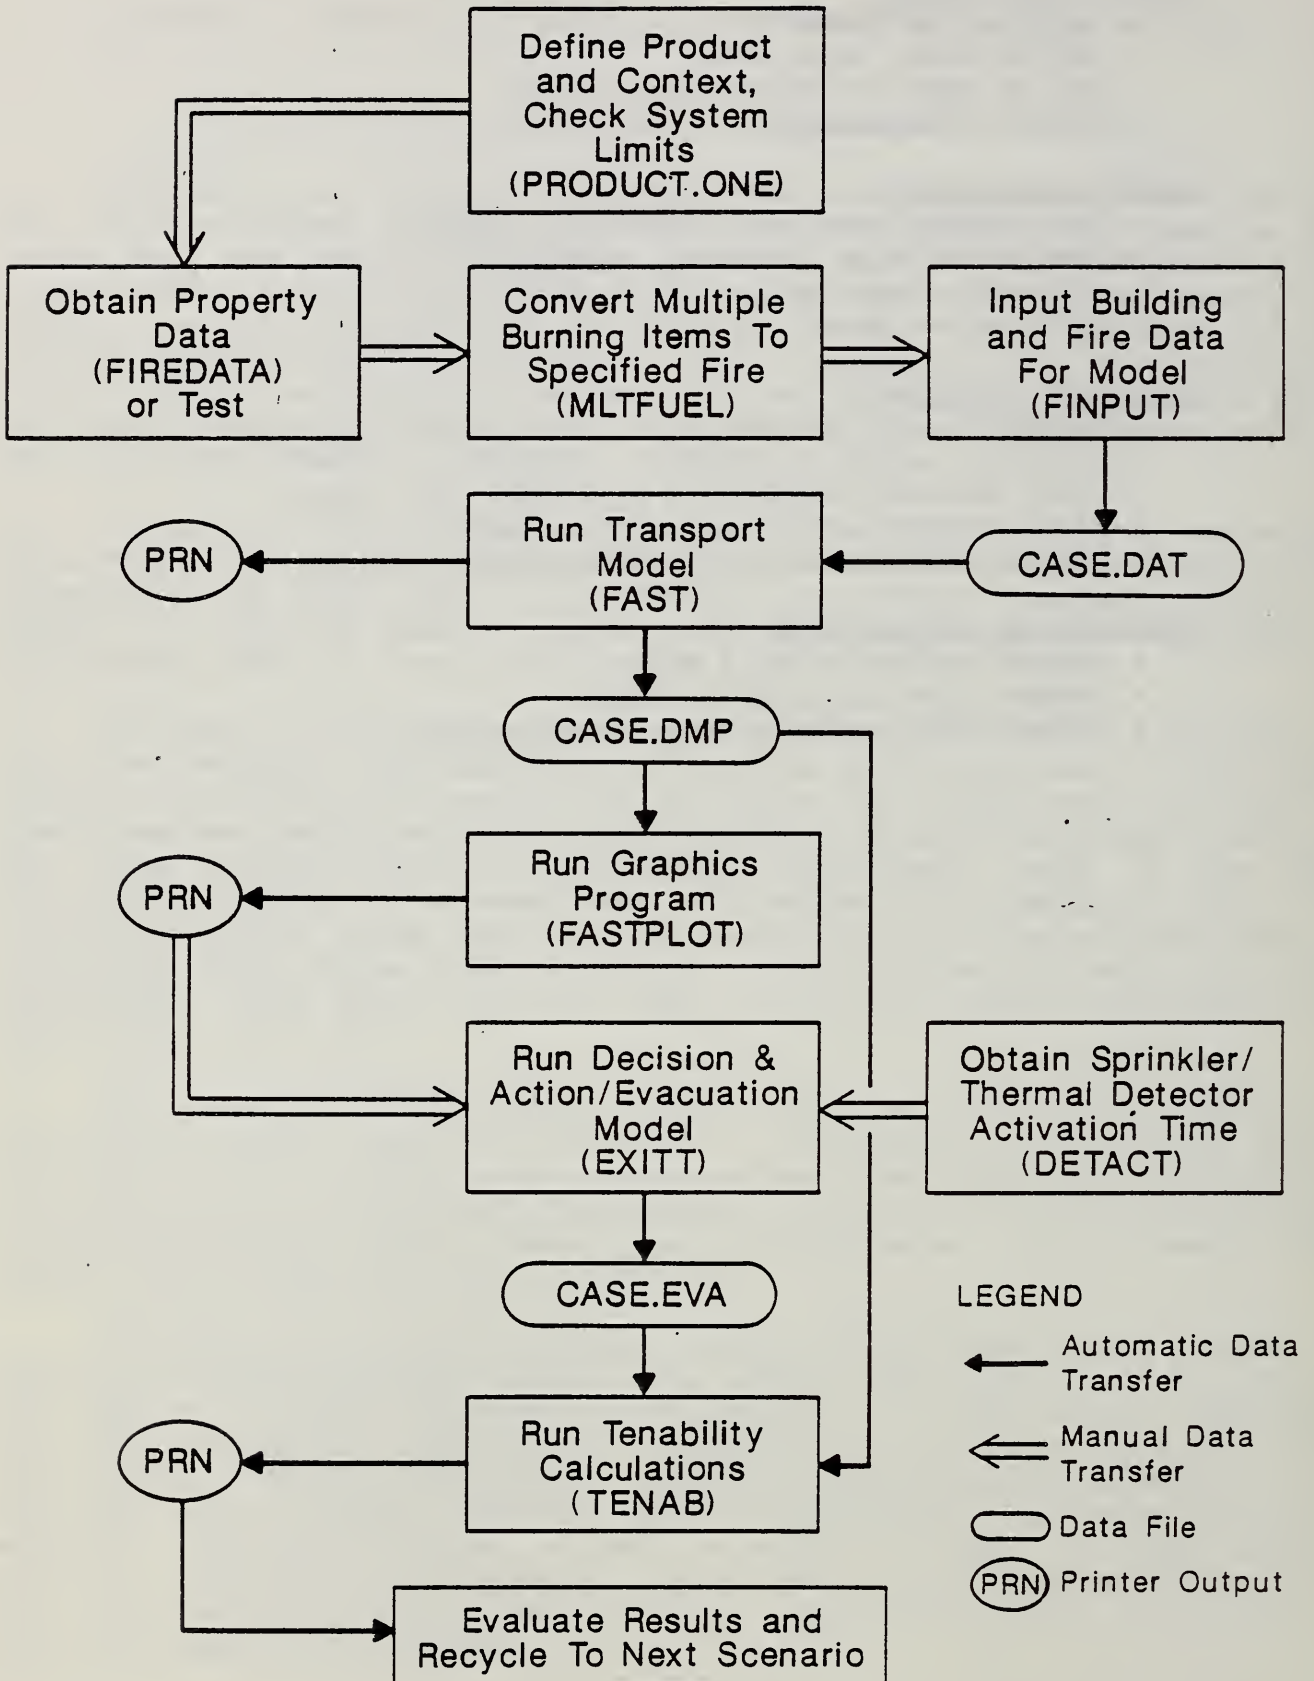 Define Product
and Context,
Check System
Limits
(PRODUCT.ONE)
Obtain Property
Data
(FIREDATA)
or Test
Convert Multiple
Burning Items To
Specified Fire
(MLTFUEL)
Input Building
and Fire Data
For Model
(FINPUT)
PRN
Run Transport
Model
(FAST)
CASE.DAT
CASE.DMP
PRN
Run Graphics
Program
(FASTPLOT)
Run Decision &
Action/Evacuation
Model
(EXITT)
Obtain Sprinkler/
Thermal Detector
Activation Time
(DETACT)
CASE.EVA
PRN
Run Tenability
Calculations
(TENAB)
Evaluate Results and
Recycle To Next Scenario
LEGEND
Automatic Data
Transfer
Manual Data
Transfer
Data File
PRN Printer Output